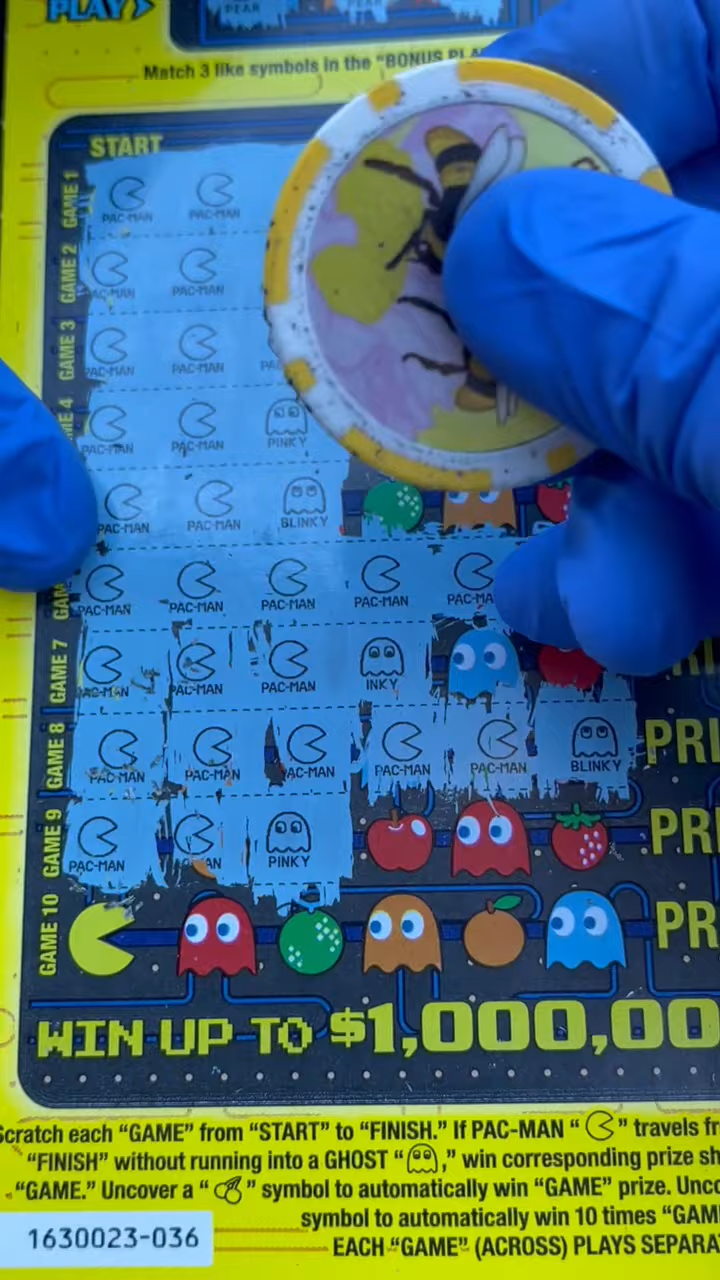 PLAY
PEAR
Match 3 like symbols in the "BONUS
START
GAME 1
PAC-MAN PAC-MAN
GAME 2
PAC-MAN PAC-MAN
GAME 3
PAC-MAN PAC-MAN
4
PAC-MAN PAC-MAN PINKY
PAC-MAN PAC-MAN BLINKY
PAC-MAN PAC-MAN PAC-MAN PAC-MAN PAC-MA
GAME 7
PAC-MAN PAC-MAN PAC-MAN INKY
GAME 8
PAC-MAN PAC-MAN PAC-MAN PAC-MAN PAC-MAN BLINKY
PRI
GAME 9
PAC-MAN AN PINKY
PRI
GAME 10
PR
WIN UP TO $1,000,00
Scratch each "GAME" from "START" to "FINISH." If PAC-MAN " " travels fr
"FINISH" without running into a GHOST " ," win corresponding prize sh
"GAME." Uncover a " " symbol to automatically win "GAME" prize. Unco
symbol to automatically win 10 times "GAM
1630023-036
EACH "GAME" (ACROSS) PLAYS SEPARA